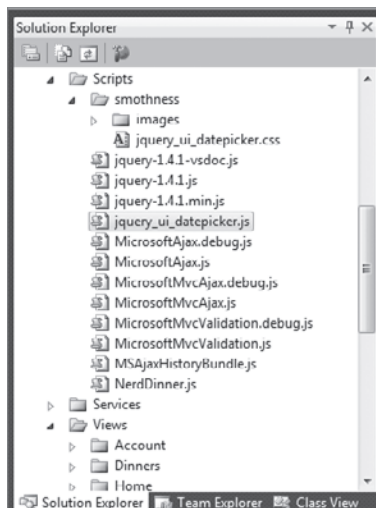 Solution Explorer
Scripts
smothness
images
jquery_ui_datepicker.css
jquery-1.4.1-vsdoc.js
jquery-1.4.1.js
jquery-1.4.1.min.js
jquery_ui_datepicker.js
MicrosoftAjax.debug.js
MicrosoftAjax.js
MicrosoftMvcAjax.debug.js
MicrosoftMvcAjax.js
MicrosoftMvcValidation.debug.js
MicrosoftMvcValidation.js
MSAjaxHistoryBundle.js
NerdDinner.js
Services
Views
Account
Dinners
Home
Solution Explorer Team Explorer Class View